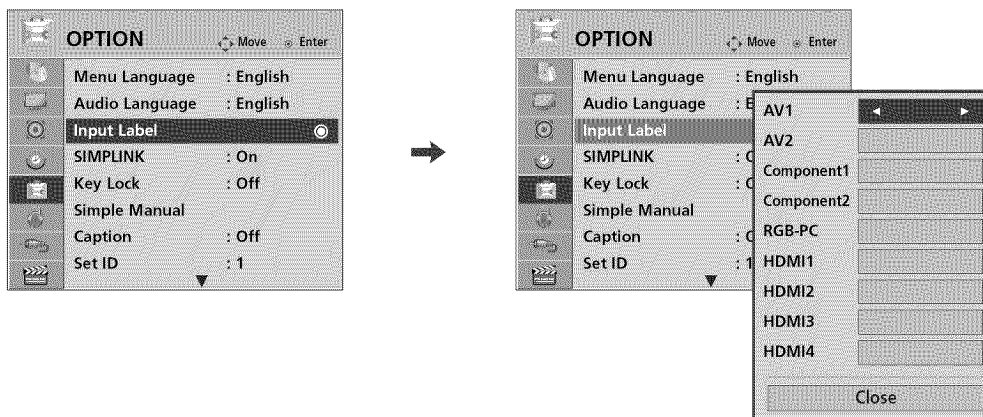 OPTION Move Enter
Menu Language : English
Audio Language : English
Input Label
SIMPLINK : On
Key Lock : Off
Simple Manual
Caption : Off
Set ID : 1
OPTION Move Enter
Menu Language : English
Audio Language : E
Input Label
SIMPLINK : O
Key Lock : O
Simple Manual
Caption : O
Set ID : 1
AV1
AV2
Component1
Component2
RGB-PC
HDMI1
HDMI2
HDMI3
HDMI4
Close